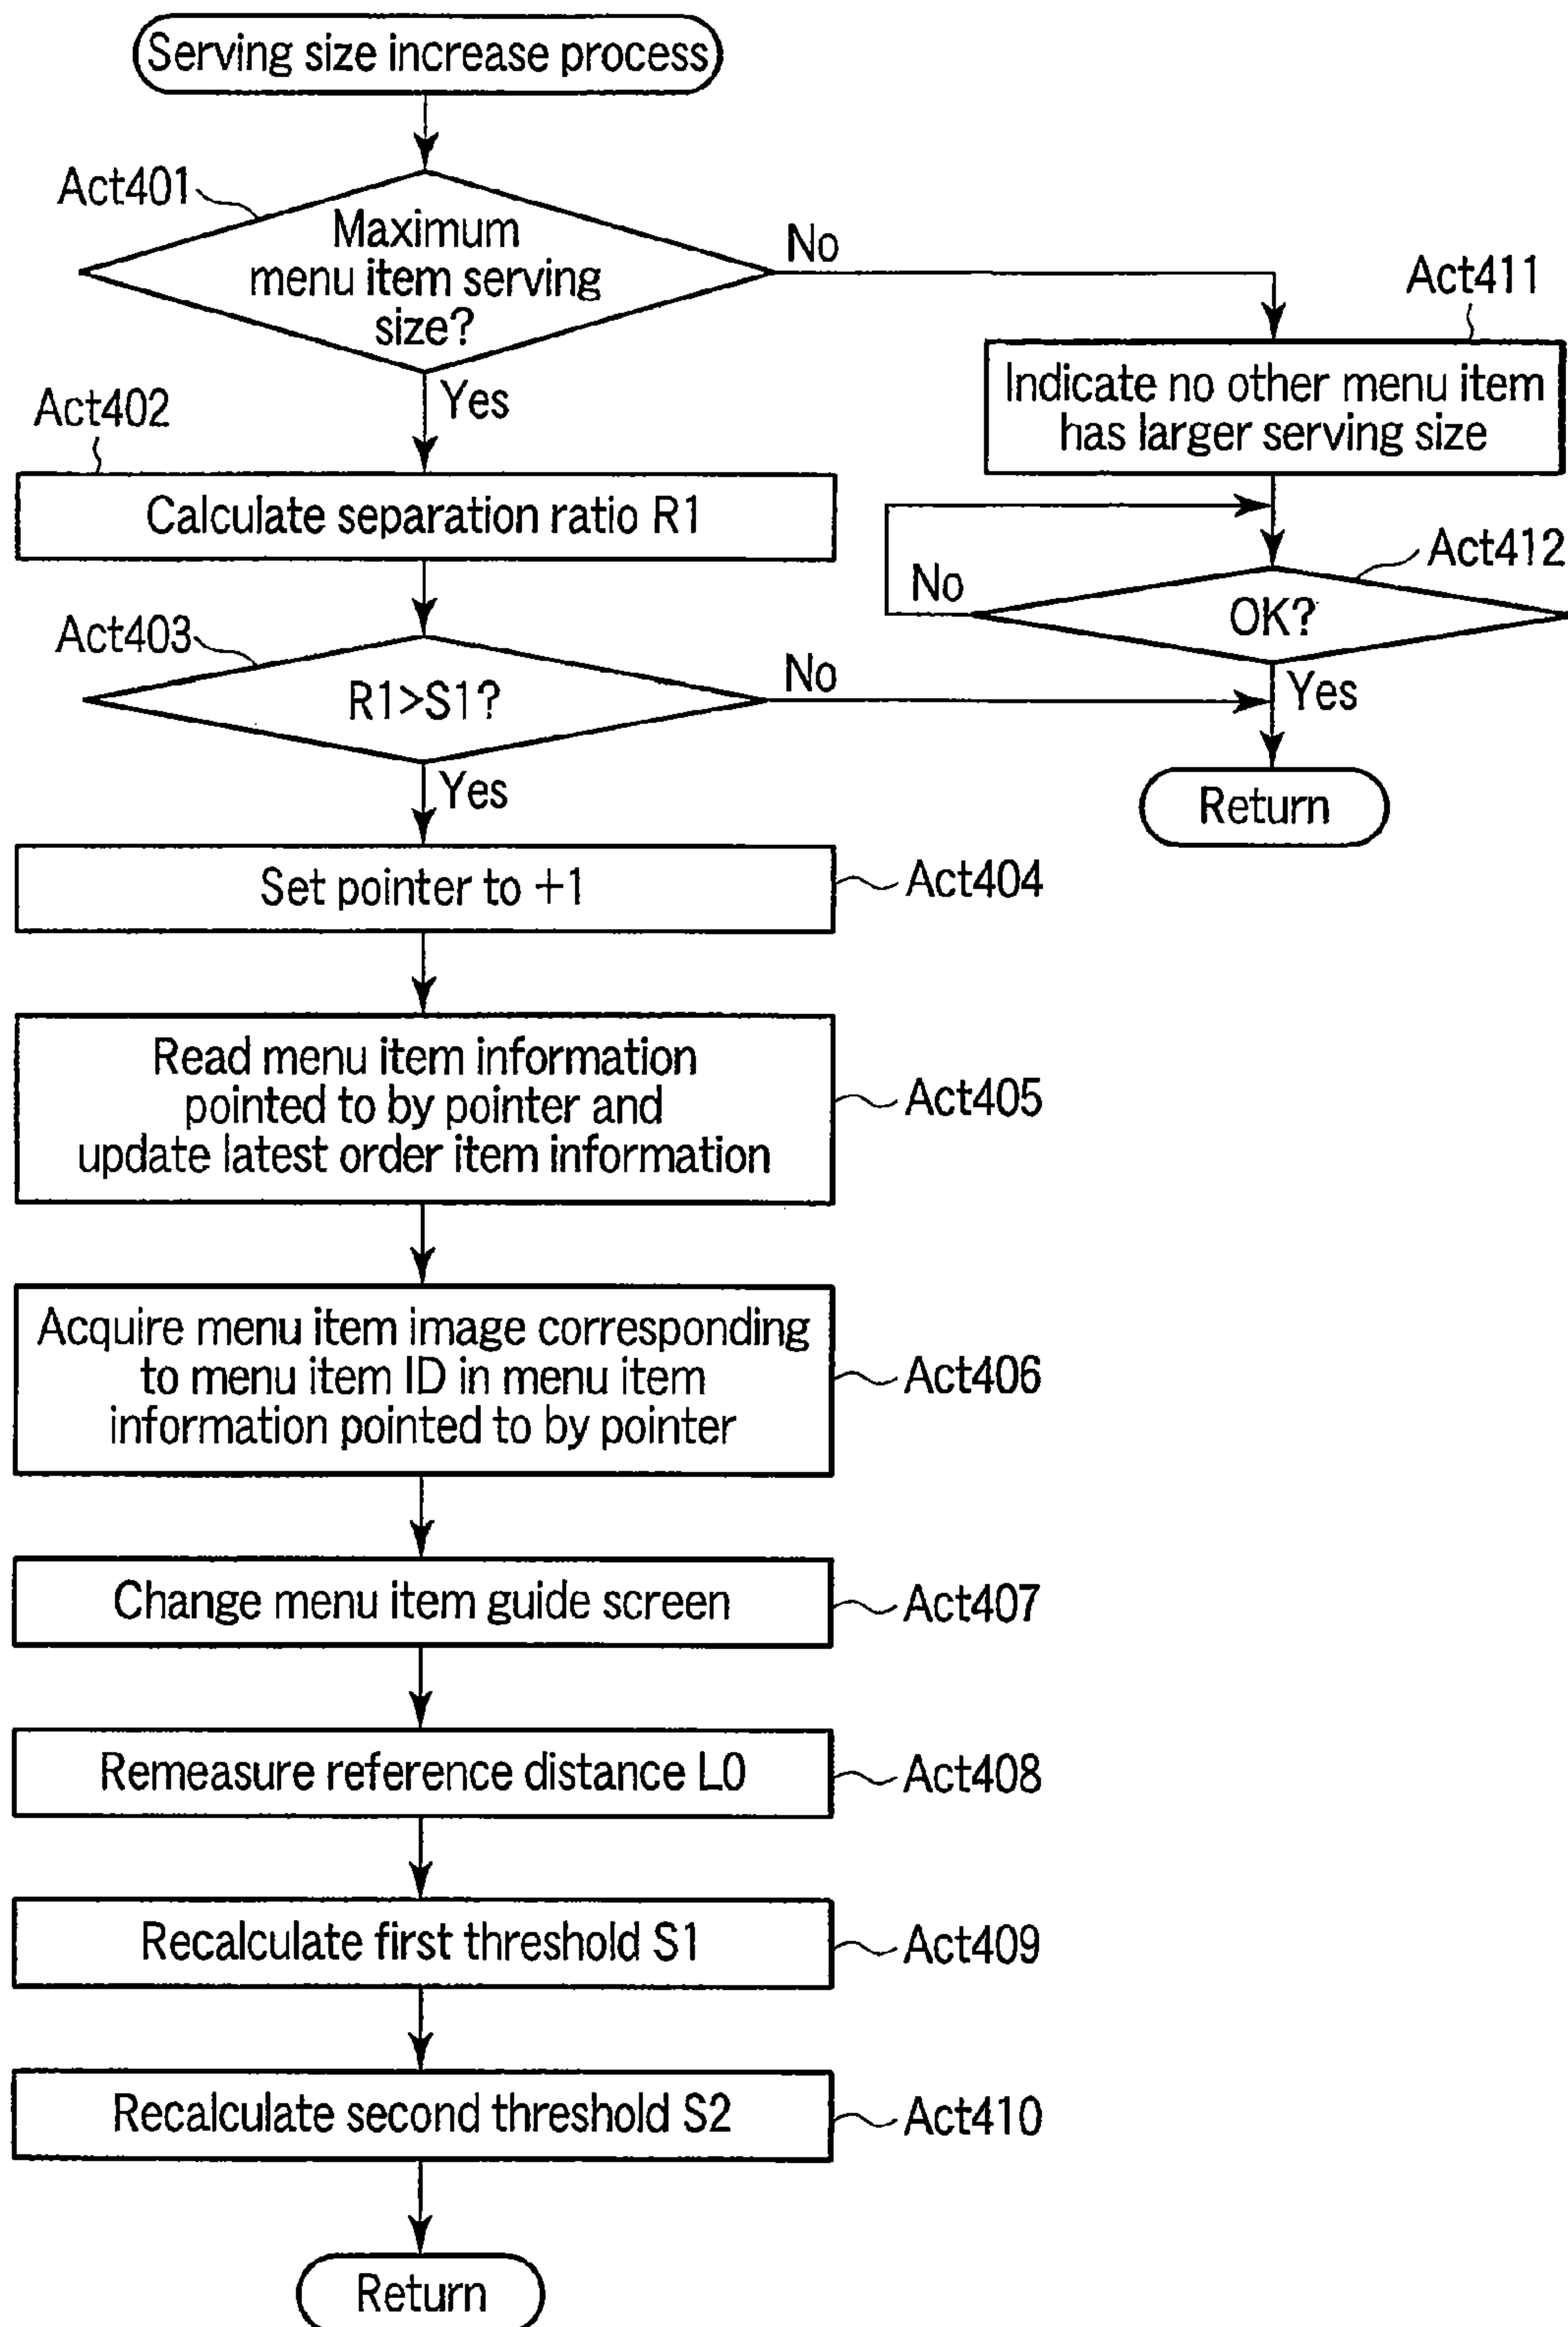 Serving size increase process
Act401
Maximum
menu item serving
size?
No
Yes
Act411
Indicate no other menu item
has larger serving size
Act402
Calculate separation ratio R1
Act412
OK?
No
Yes
Act403
R1>S1?
No
Yes
Return
Set pointer to +1
Act404
Read menu item information
pointed to by pointer and
update latest order item information
Act405
Acquire menu item image corresponding
to menu item ID in menu item
information pointed to by pointer
Act406
Change menu item guide screen
Act407
Remeasure reference distance L0
Act408
Recalculate first threshold S1
Act409
Recalculate second threshold S2
Act410
Return